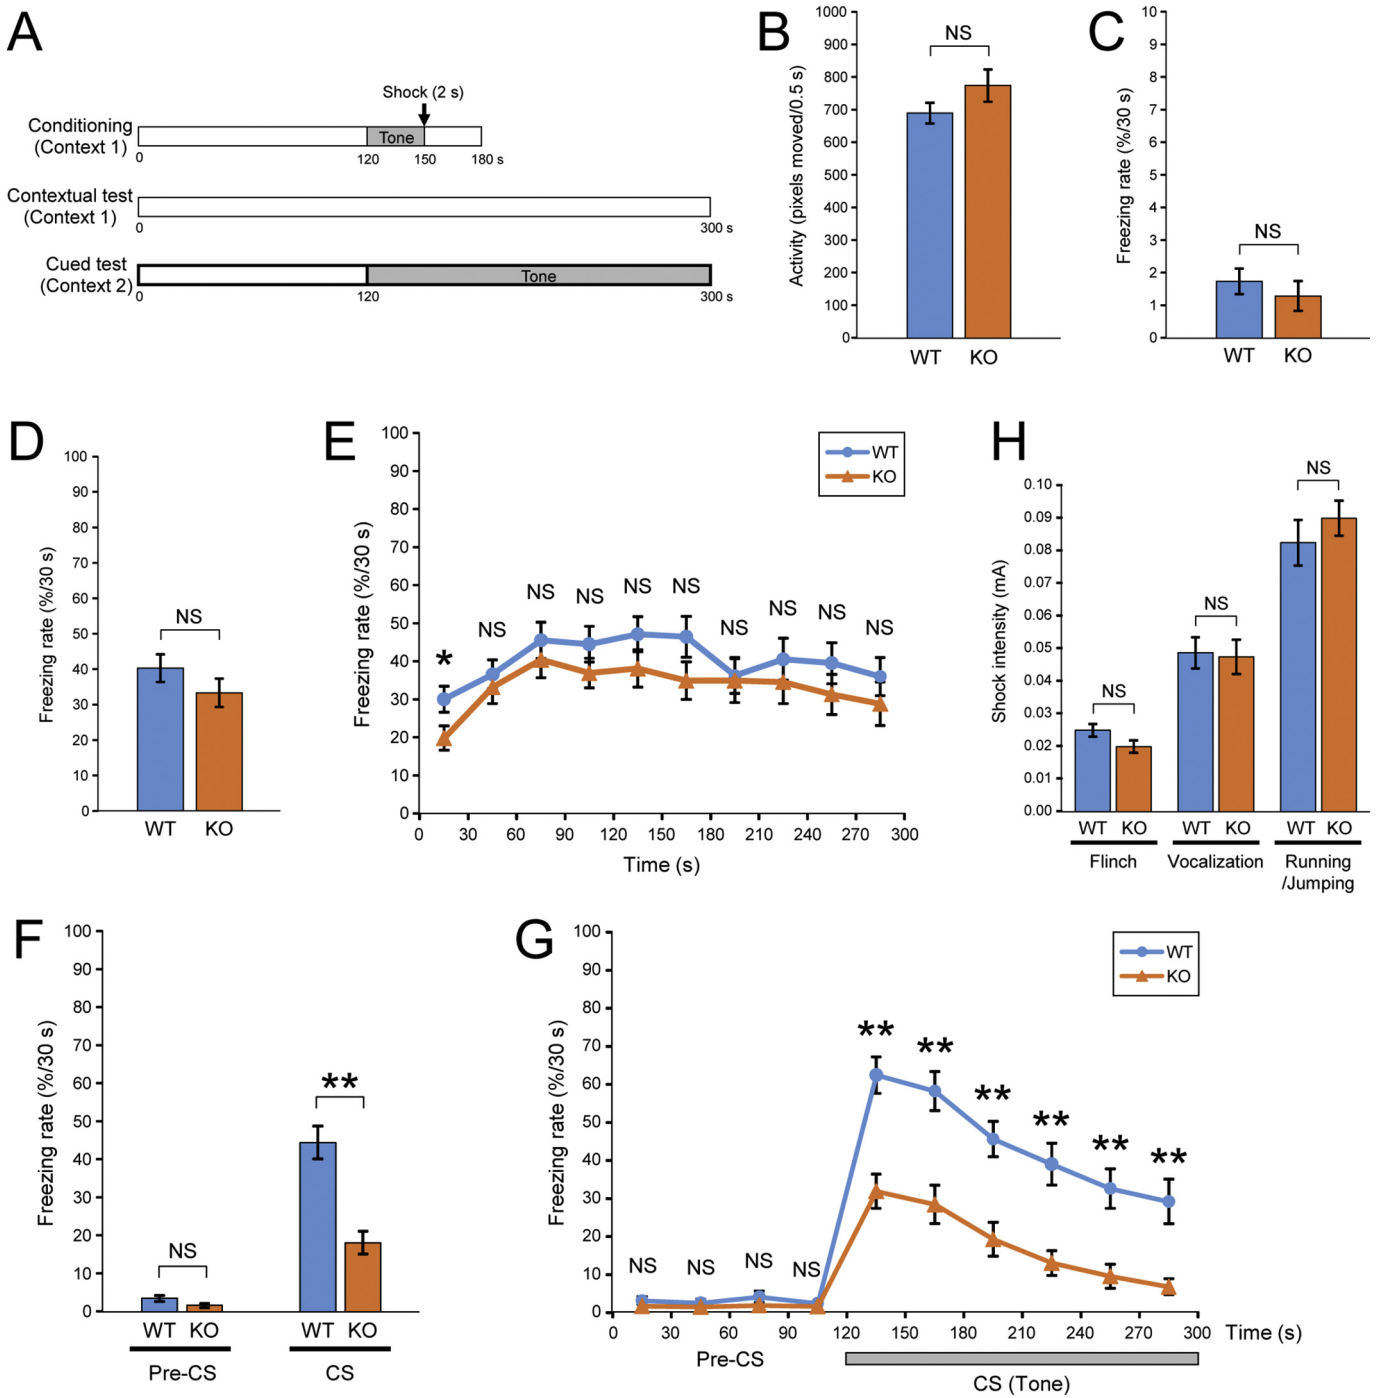 A
Shock (2 s)
Conditioning
(Context 1)
Tone
0
120
150
180 s
Contextual test
(Context 1)
0
300 s
Cued test
(Context 2)
Tone
0
120
300 s
B
Activity (pixels moved/0.5 s)
1000
900
800
700
600
500
400
300
200
100
0
NS
WT
KO
C
Freezing rate (%/30 s)
10
9
8
7
6
5
4
3
2
1
0
NS
WT
KO
D
Freezing rate (%/30 s)
100
90
80
70
60
50
40
30
20
10
0
NS
WT
KO
E
Freezing rate (%/30 s)
100
90
80
70
60
50
40
30
20
10
0
WT
KO
*
NS
NS
NS
NS
NS
NS
NS
NS
NS
0 30 60 90 120 150 180 210 240 270 300
Time (s)
H
Shock intensity (mA)
0.10
0.09
0.08
0.07
0.06
0.05
0.04
0.03
0.02
0.01
0.00
NS
NS
NS
WT KO WT KO WT KO
Flinch
Vocalization
Running
/Jumping
F
Freezing rate (%/30 s)
100
90
80
70
60
50
40
30
20
10
0
NS
**
WT KO WT KO
Pre-CS
CS
G
Freezing rate (%/30 s)
100
90
80
70
60
50
40
30
20
10
0
WT
KO
NS
NS
NS
NS
**
**
**
**
**
**
0 30 60 90 120 150 180 210 240 270 300 Time (s)
Pre-CS
CS (Tone)